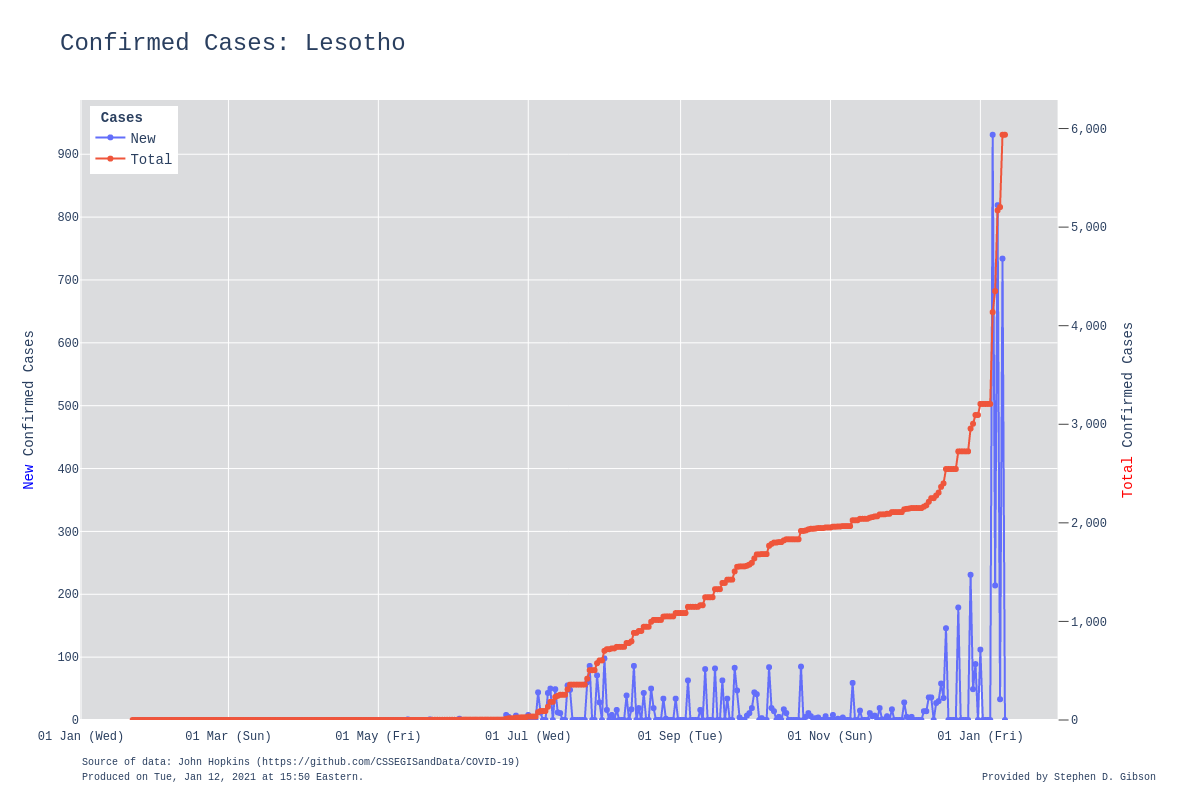 Confirmed Cases: Lesotho
Cases
New
Total
900
800
700
600
500
400
300
200
100
0
6,000
5,000
4,000
3,000
2,000
1,000
0
New Confirmed Cases
Total Confirmed Cases
01 Jan (Wed)
01 Mar (Sun)
01 May (Fri)
01 Jul (Wed)
01 Sep (Tue)
01 Nov (Sun)
01 Jan (Fri)
Source of data: John Hopkins (https://github.com/CSSEGISandData/COVID-19)
Produced on Tue, Jan 12, 2021 at 15:50 Eastern.
Provided by Stephen D. Gibson